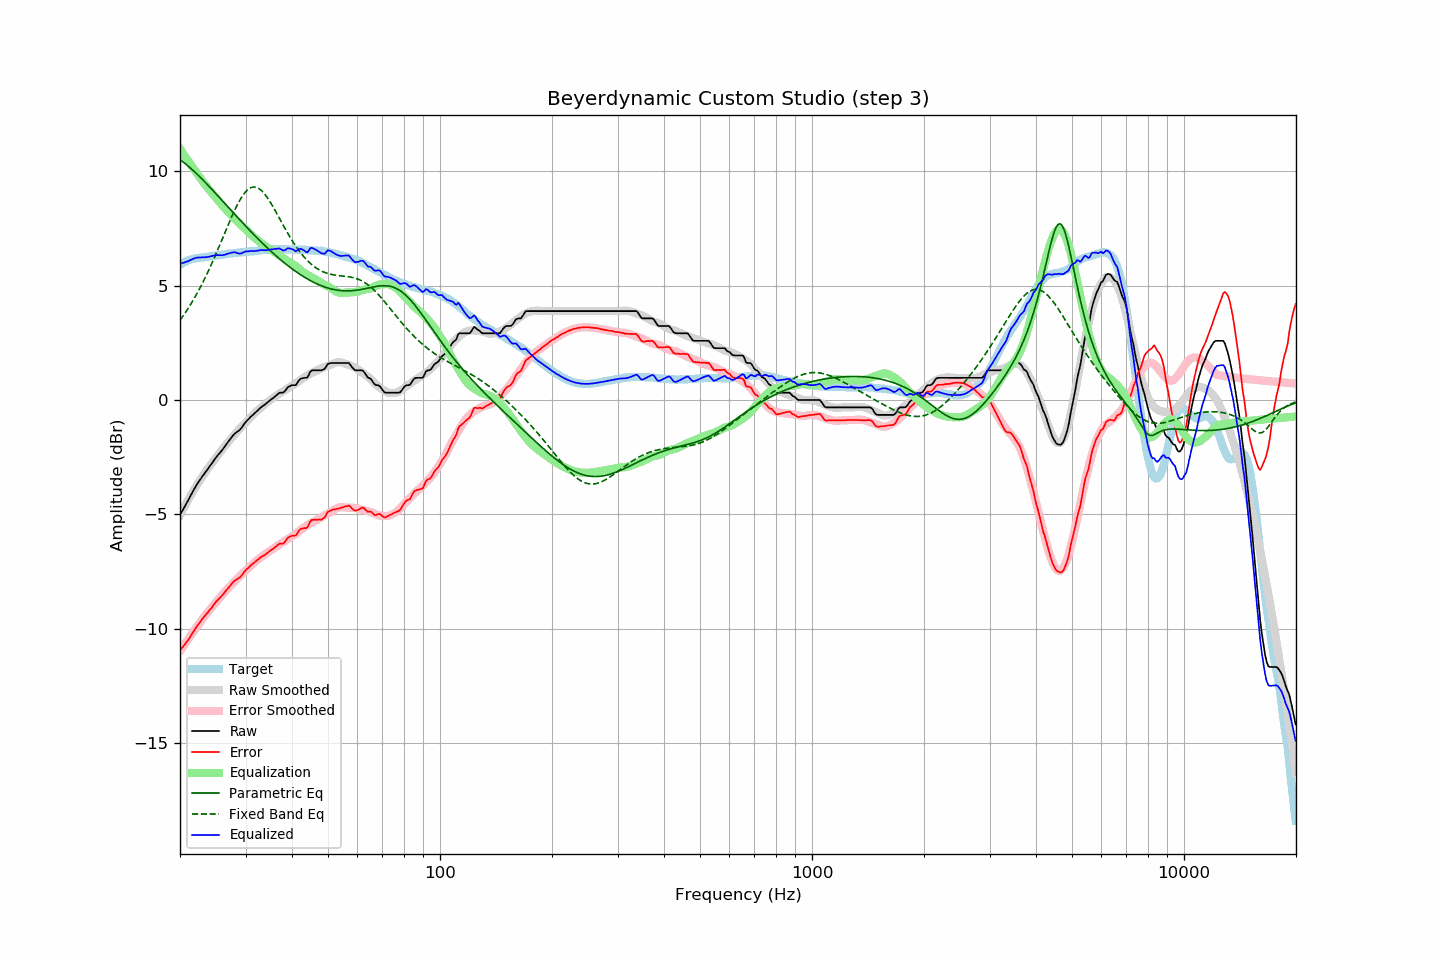 Beyerdynamic Custom Studio (step 3)
Amplitude (dBr)
10
5
0
−5
−10
−15
Target
Raw Smoothed
Error Smoothed
Raw
Error
Equalization
Parametric Eq
Fixed Band Eq
Equalized
100
1000
10000
Frequency (Hz)